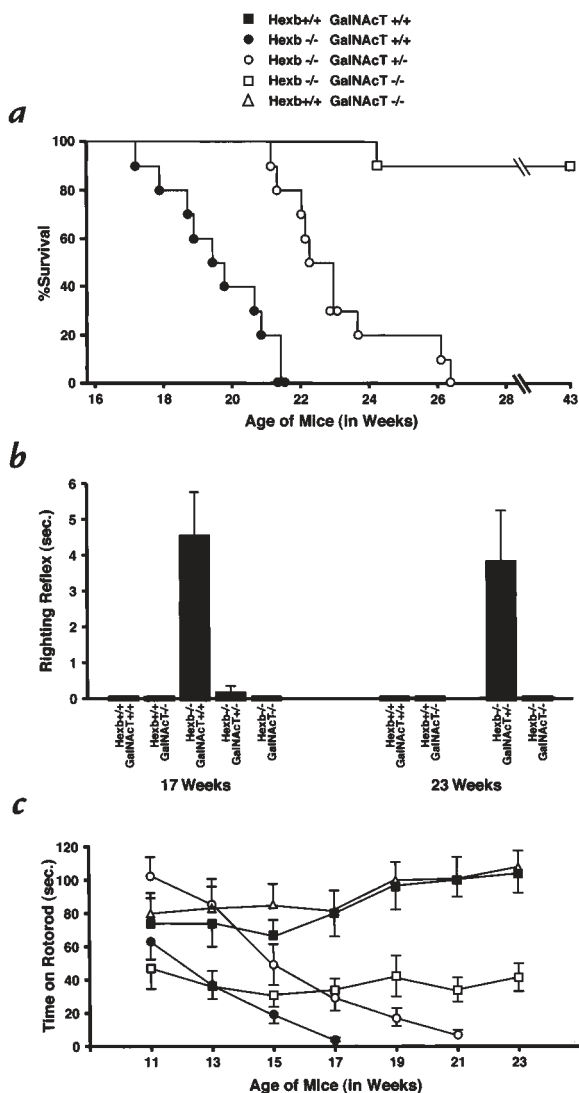 Hexb+/+ GalNAcT +/+
Hexb -/- GalNAcT +/+
Hexb -/- GalNAcT +/-
Hexb -/- GalNAcT -/-
Hexb+/+ GalNAcT -/-
a
100
80
60
40
20
0
%Survival
16 18 20 22 24 26 28 43
Age of Mice (In Weeks)
b
6
5
4
3
2
1
0
Righting Reflex (sec.)
Hexb+/+
GalNAcT+/+
Hexb+/+
GalNAcT-/-
Hexb-/-
GalNAcT+/+
Hexb-/-
GalNAcT+/-
Hexb-/-
GalNAcT-/-
Hexb+/+
GalNAcT+/+
Hexb+/+
GalNAcT-/-
Hexb-/-
GalNAcT+/-
Hexb-/-
GalNAcT-/-
17 Weeks
23 Weeks
c
120
100
80
60
40
20
0
Time on Rotorod (sec.)
11 13 15 17 19 21 23
Age of Mice (in Weeks)